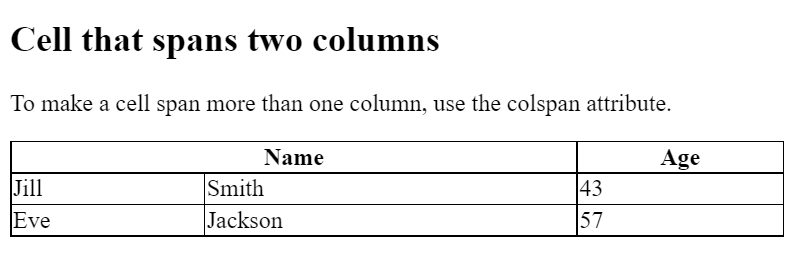 Cell that spans two columns
To make a cell span more than one column, use the colspan attribute.
Name Age
Jill Smith 43
Eve Jackson 57